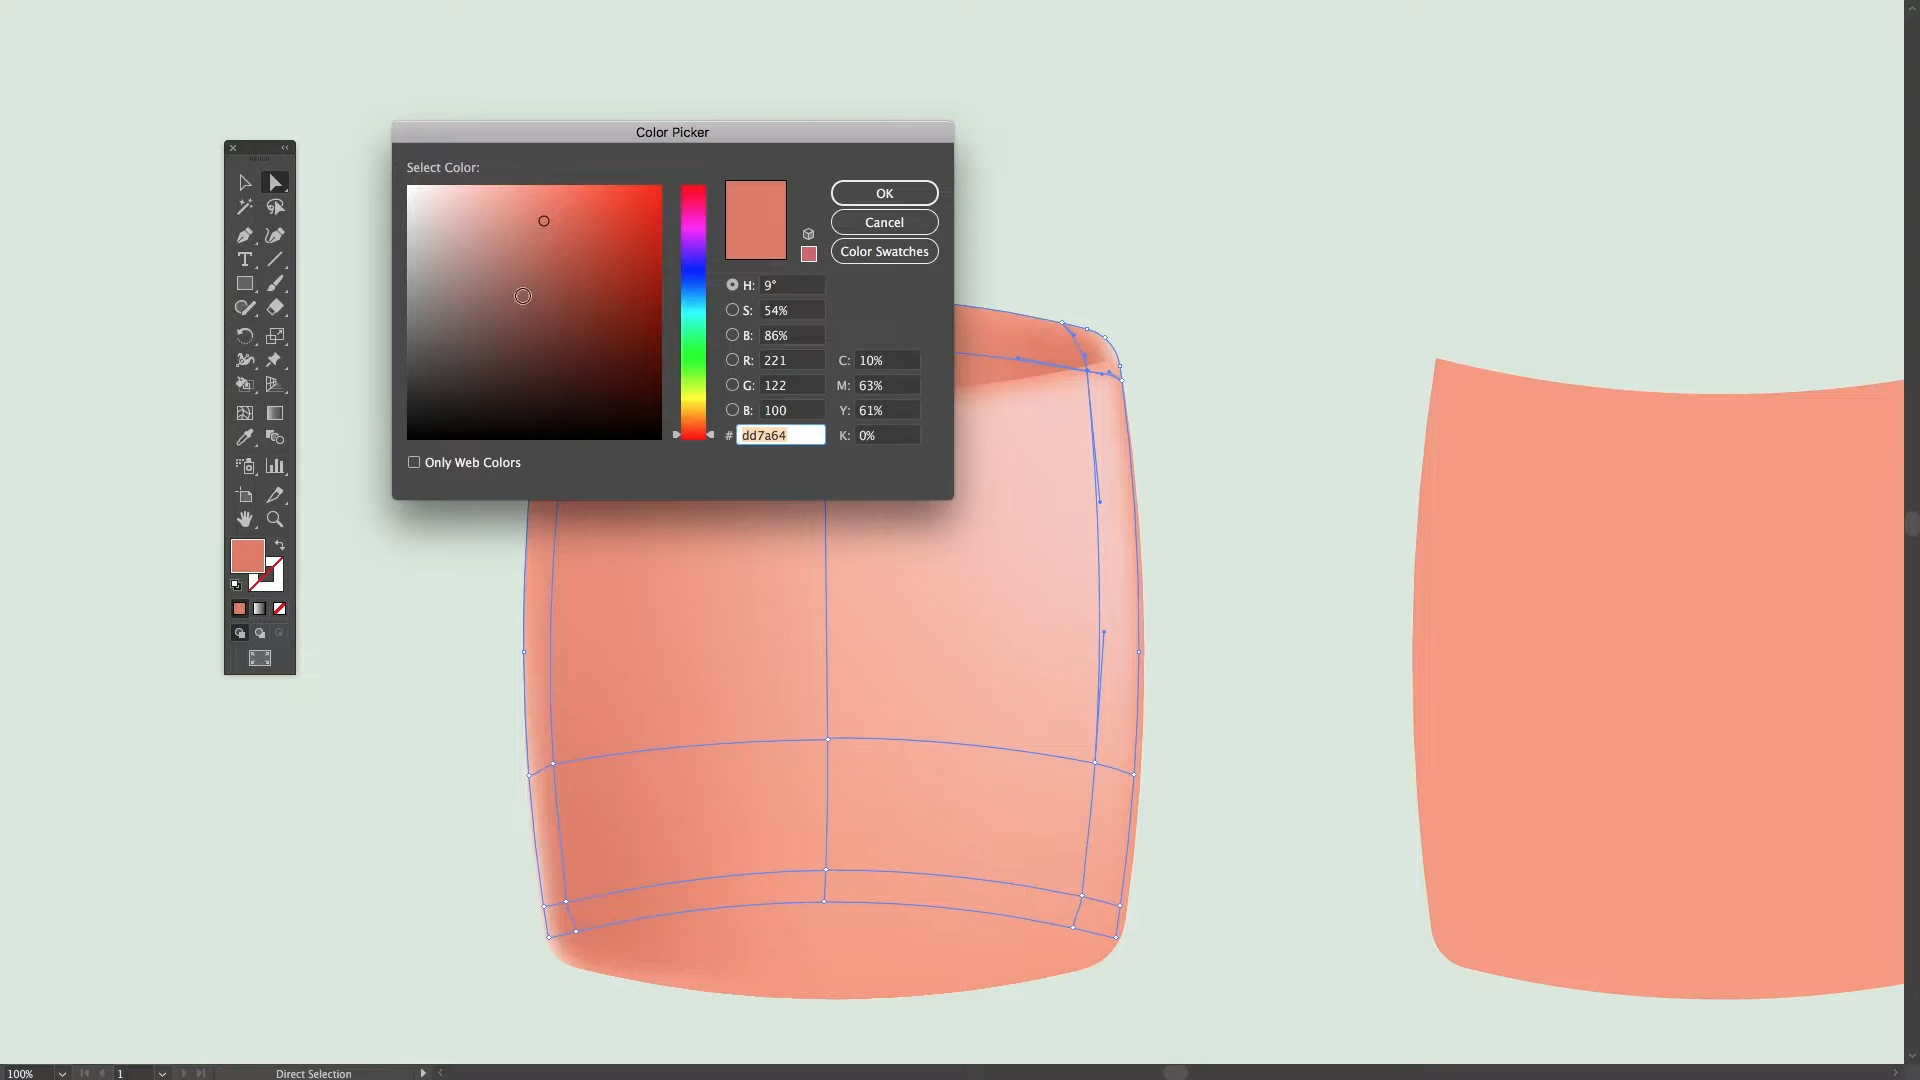 Color Picker
Select Color:
OK
Cancel
Color Swatches
H: 9°
S: 54%
B: 86%
R: 221 C: 10%
G: 122 M: 63%
B: 100 Y: 61%
# dd7a64 K: 0%
Only Web Colors
100% 1 Direct Selection